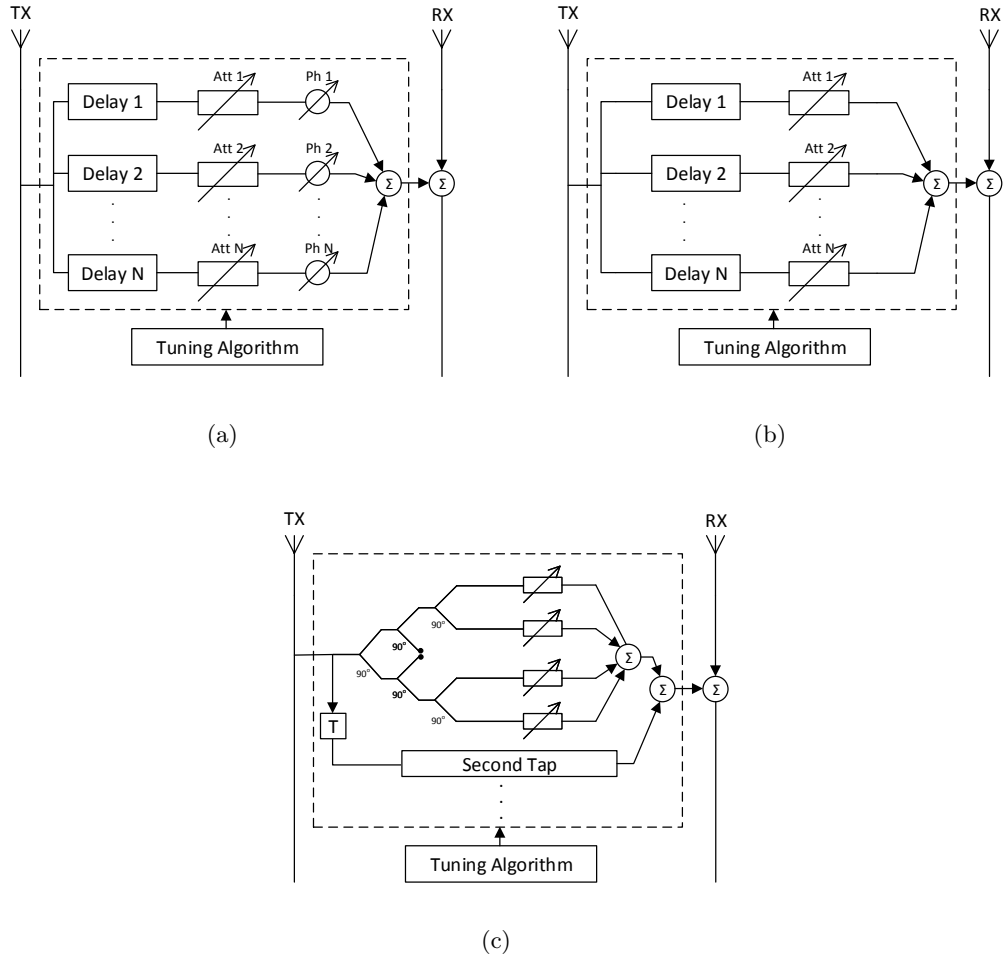 TX
RX
Delay 1
Att 1
Ph 1
Delay 2
Att 2
Ph 2
Σ
Σ
Delay N
Att N
Ph N
Tuning Algorithm
(a)
TX
RX
Delay 1
Att 1
Delay 2
Att 2
Σ
Σ
Delay N
Att N
Tuning Algorithm
(b)
TX
RX
90°
90°
90°
90°
90°
Σ
Σ
Σ
T
Second Tap
Tuning Algorithm
(c)